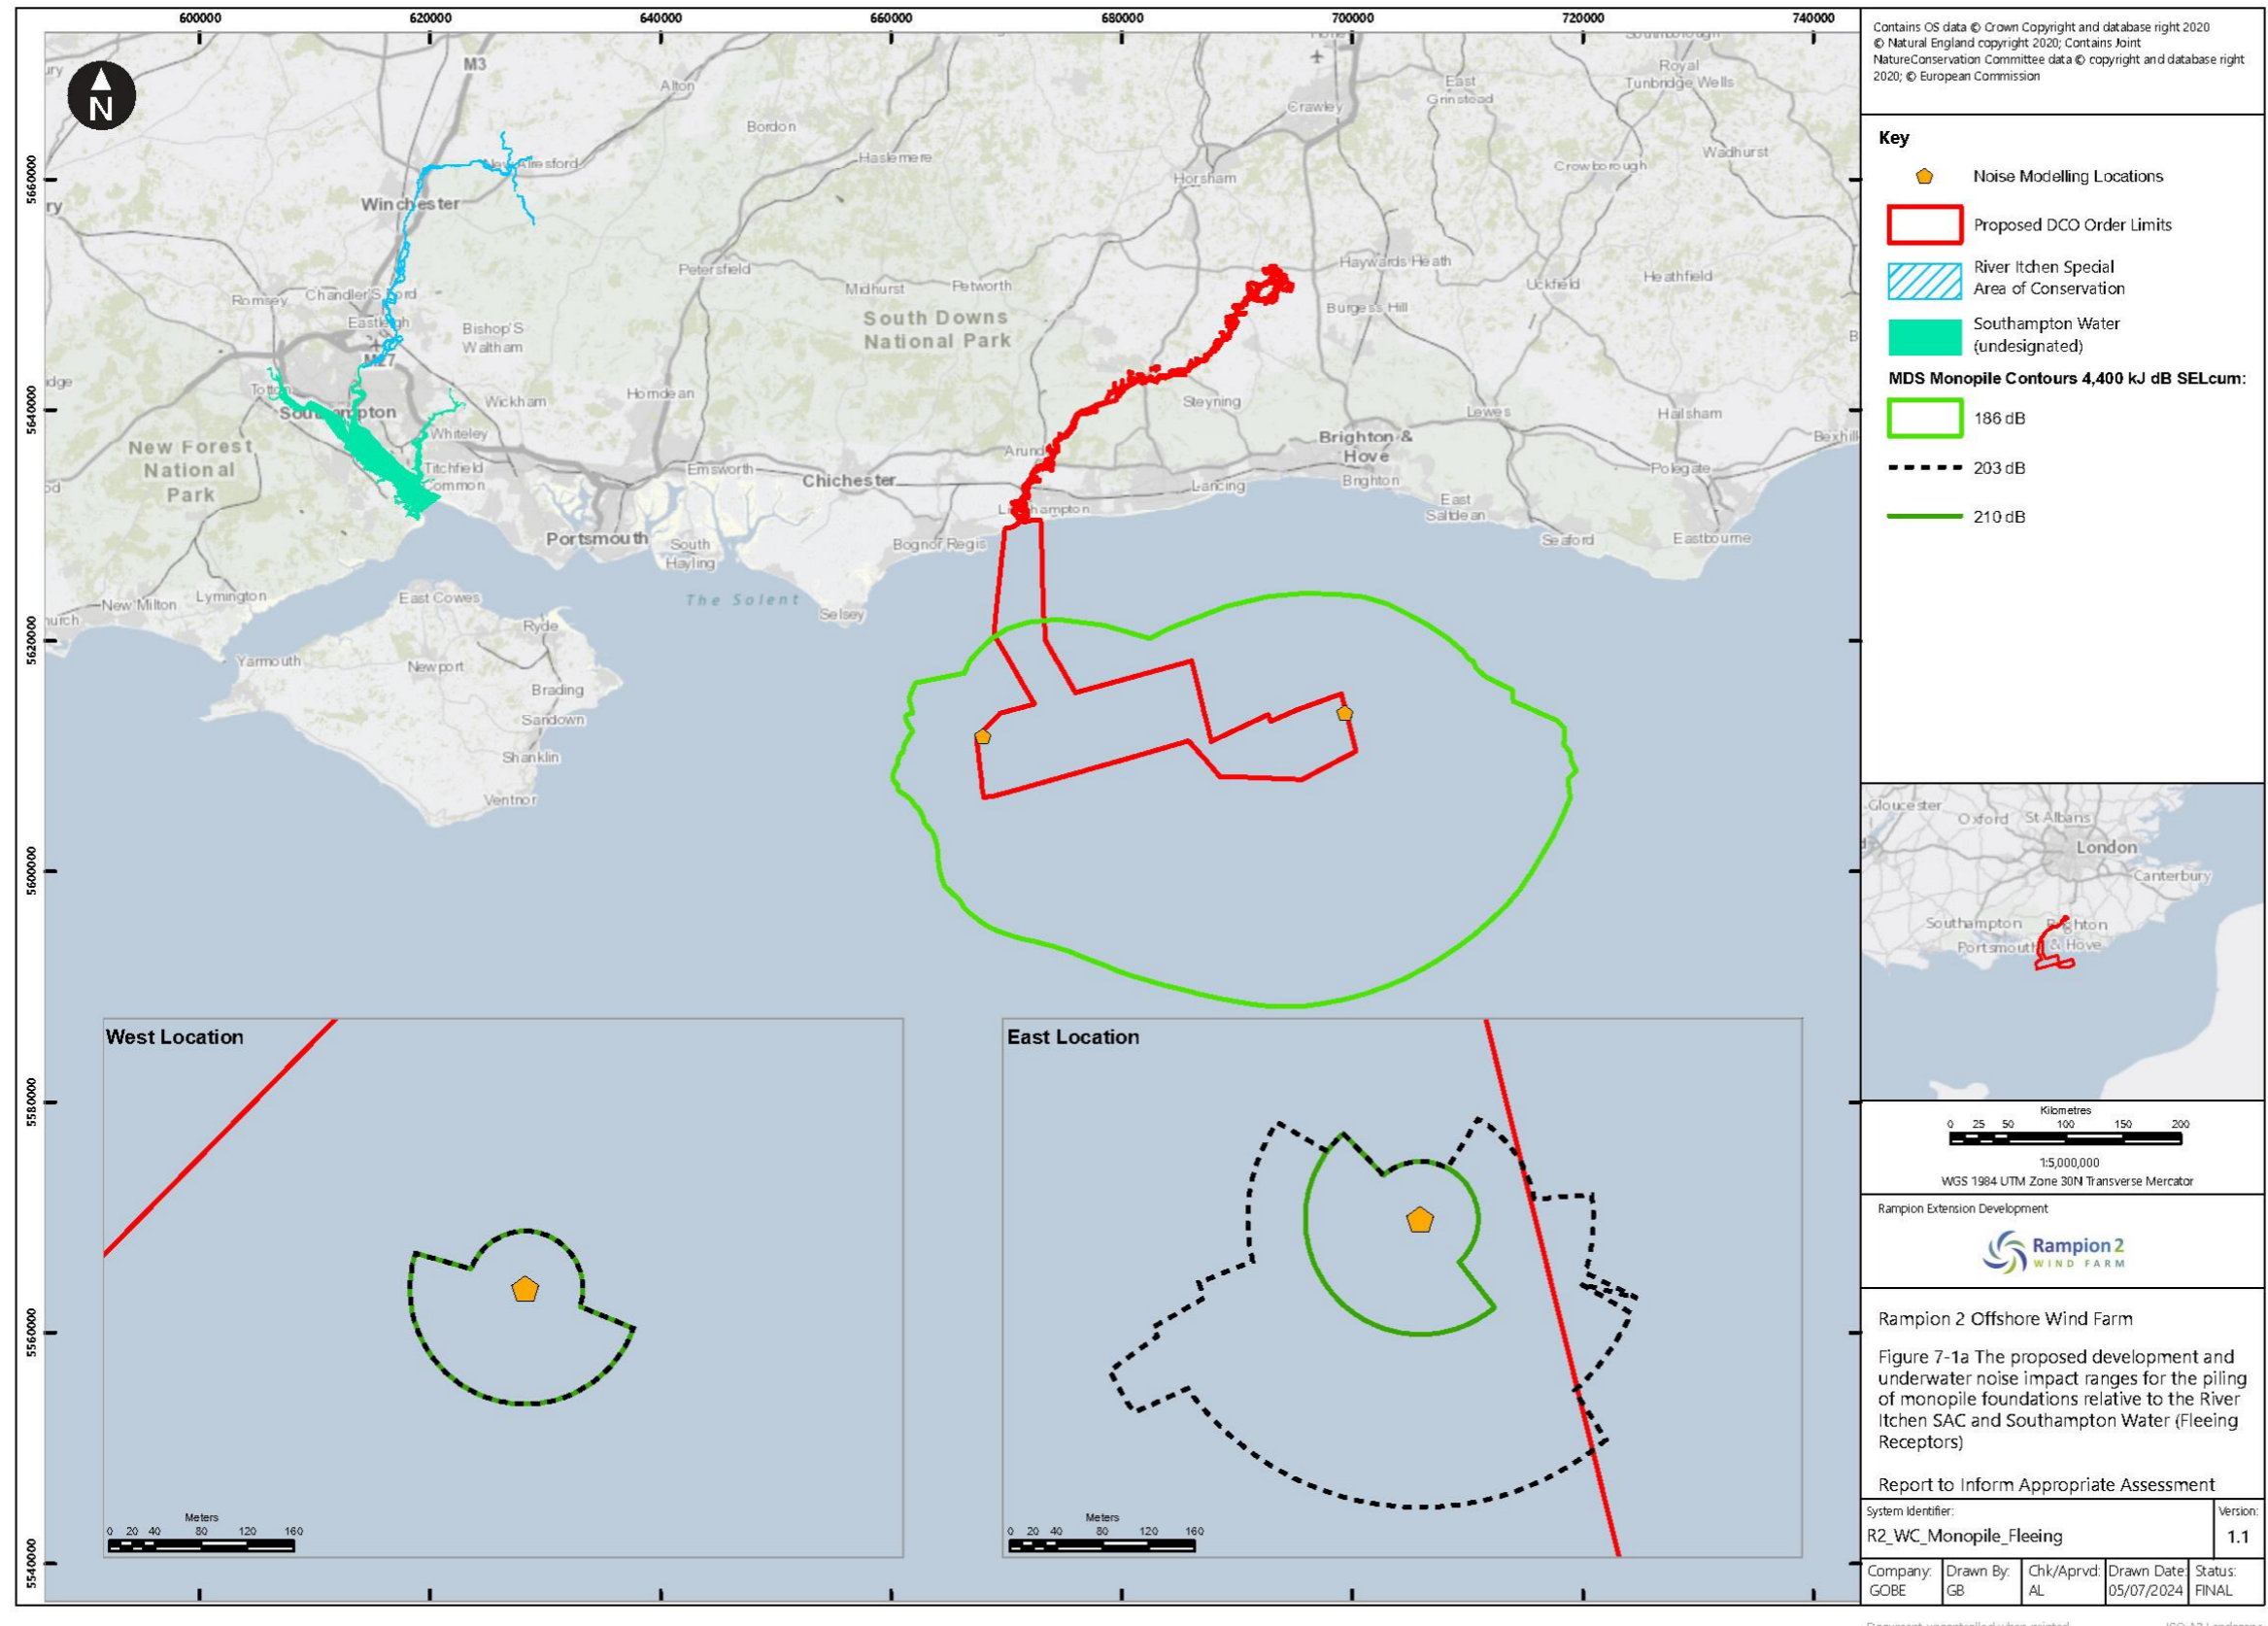 600000
620000
640000
660000
680000
700000
720000
740000
5660000
5640000
5620000
5600000
5580000
5560000
5540000
N
M3
Alton
Bordon
Haslemere
Crawley
East
Grinstead
Royal
Tunbridge Wells
Wadhurst
Crowborough
Horsham
New Alresford
Winchester
Petersfield
Midhurst
Petworth
Haywards Heath
Uckfield
Heathfield
Burgess Hill
Romsey
Chandler'S Ford
Eastleigh
Bishop'S
Waltham
South Downs
National Park
M27
Totton
Southampton
Wickham
Horndean
Steyning
Lewes
Hailsham
Whiteley
New Forest
National
Park
Titchfield
Common
Emsworth
Chichester
Arund
Brighton &
Hove
Brighton
Lancing
Polegate
Bexhill
East
Saltdean
Littlehampton
Portsmouth
South
Hayling
Bognor Regis
Seaford
Eastbourne
New Milton
Lymington
East Cowes
The Solent
Selsey
Ryde
Yarmouth
Newport
Brading
Sandown
Shanklin
Ventnor
West Location
Meters
0 20 40 80 120 160
East Location
Meters
0 20 40 80 120 160
Contains OS data © Crown Copyright and database right 2020
© Natural England copyright 2020; Contains Joint
NatureConservation Committee data © copyright and database right
2020; © European Commission
Key
Noise Modelling Locations
Proposed DCO Order Limits
River Itchen Special
Area of Conservation
Southampton Water
(undesignated)
MDS Monopile Contours 4,400 kJ dB SELcum:
186 dB
203 dB
210 dB
Gloucester
Oxford
St Albans
London
Canterbury
Southampton
Brighton
Portsmouth
& Hove
Kilometres
0 25 50 100 150 200
1:5,000,000
WGS 1984 UTM Zone 30N Transverse Mercator
Rampion Extension Development
Rampion 2
WIND FARM
Rampion 2 Offshore Wind Farm
Figure 7-1a The proposed development and
underwater noise impact ranges for the piling
of monopile foundations relative to the River
Itchen SAC and Southampton Water (Fleeing
Receptors)
Report to Inform Appropriate Assessment
System Identifier:
R2_WC_Monopile_Fleeing
Version:
1.1
Company:
GOBE
Drawn By:
GB
Chk/Aprvd:
AL
Drawn Date:
05/07/2024
Status:
FINAL